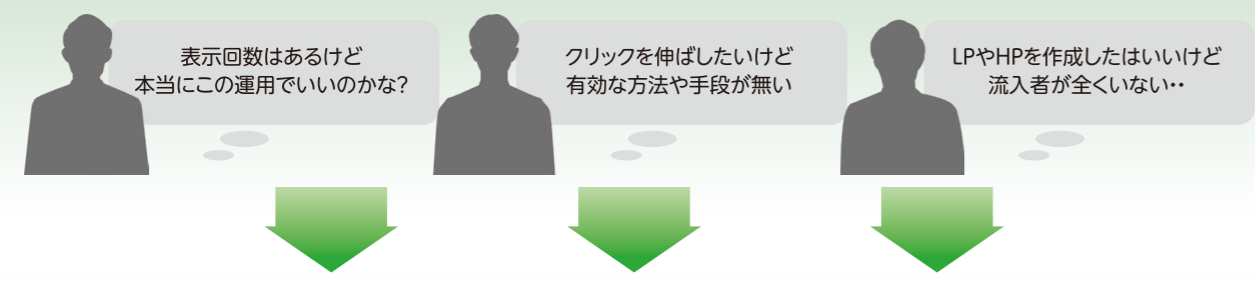 表示回数はあるけど
本当にこの運用でいいのかな?
クリックを伸ばしたいけど
有効な方法や手段が無い
LPやHPを作成したはいいけど
流入者が全くいない・・